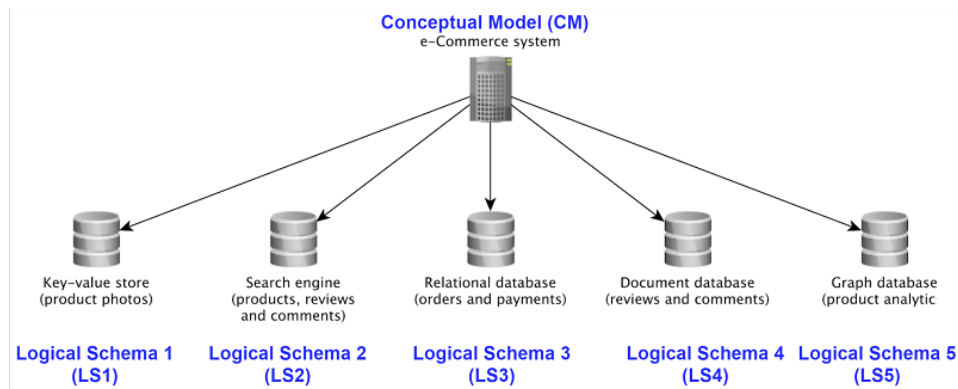 Conceptual Model (CM)
e-Commerce system
Key-value store
(product photos)
Search engine
(products, reviews
and comments)
Relational database
(orders and payments)
Document database
(reviews and comments)
Graph database
(product analytic
Logical Schema 1
(LS1)
Logical Schema 2
(LS2)
Logical Schema 3
(LS3)
Logical Schema 4
(LS4)
Logical Schema 5
(LS5)